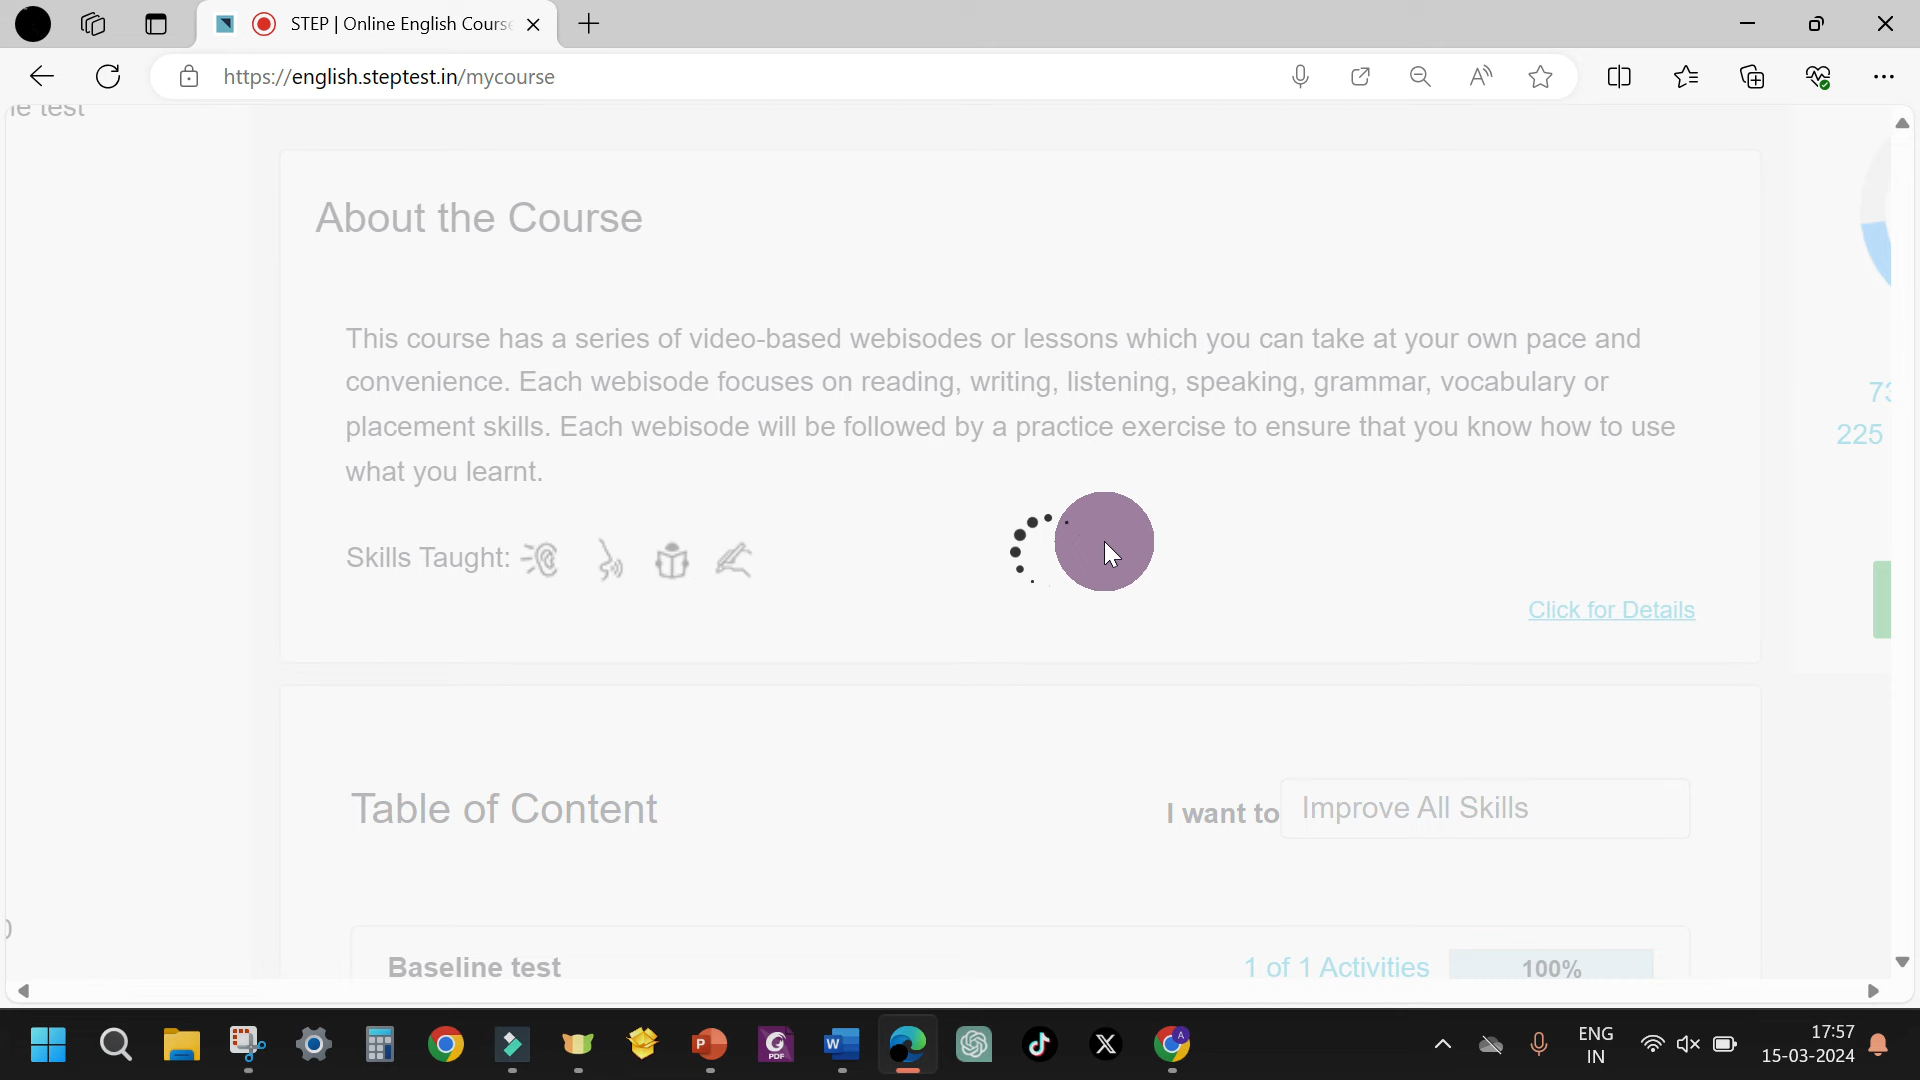 STEP | Online English Course
https://english.steptest.in/mycourse
le test
About the Course
This course has a series of video-based webisodes or lessons which you can take at your own pace and
convenience. Each webisode focuses on reading, writing, listening, speaking, grammar, vocabulary or
placement skills. Each webisode will be followed by a practice exercise to ensure that you know how to use
what you learnt.
73
225
Skills Taught:
Click for Details
Table of Content
I want to
Improve All Skills
Baseline test
1 of 1 Activities
100%
ENG
IN
17:57
15-03-2024